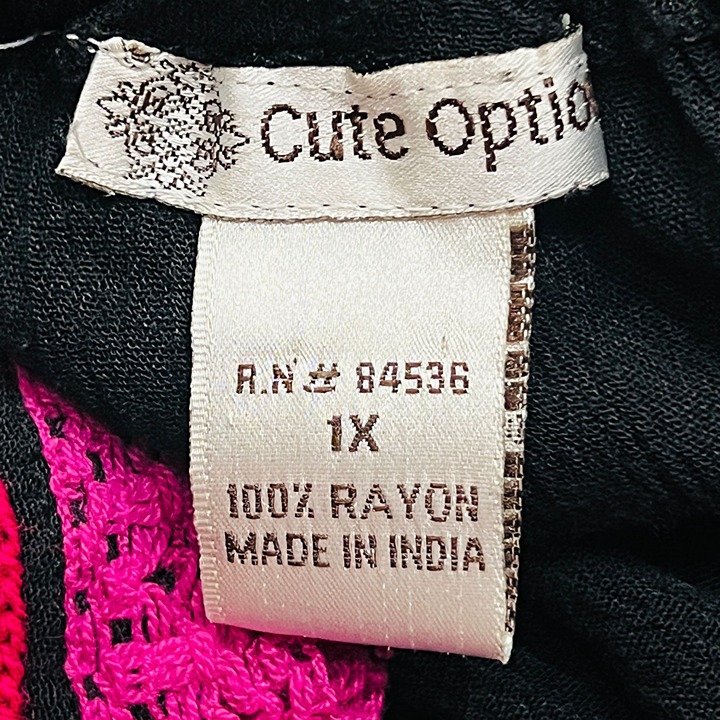 Cute Optio
R.N# 84536
1X
100% RAYON
MADE IN INDIA